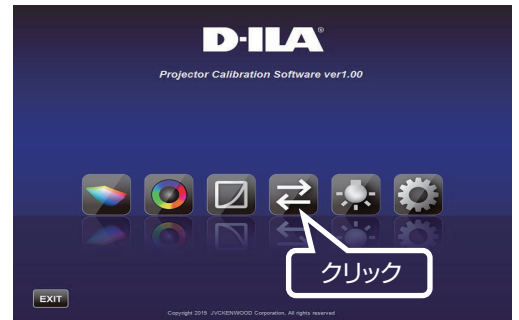 D-ILA®
Projector Calibration Software ver1.00
クリック
EXIT
Copyright 2019 JVCKENWOOD Corporation. All rights reserved